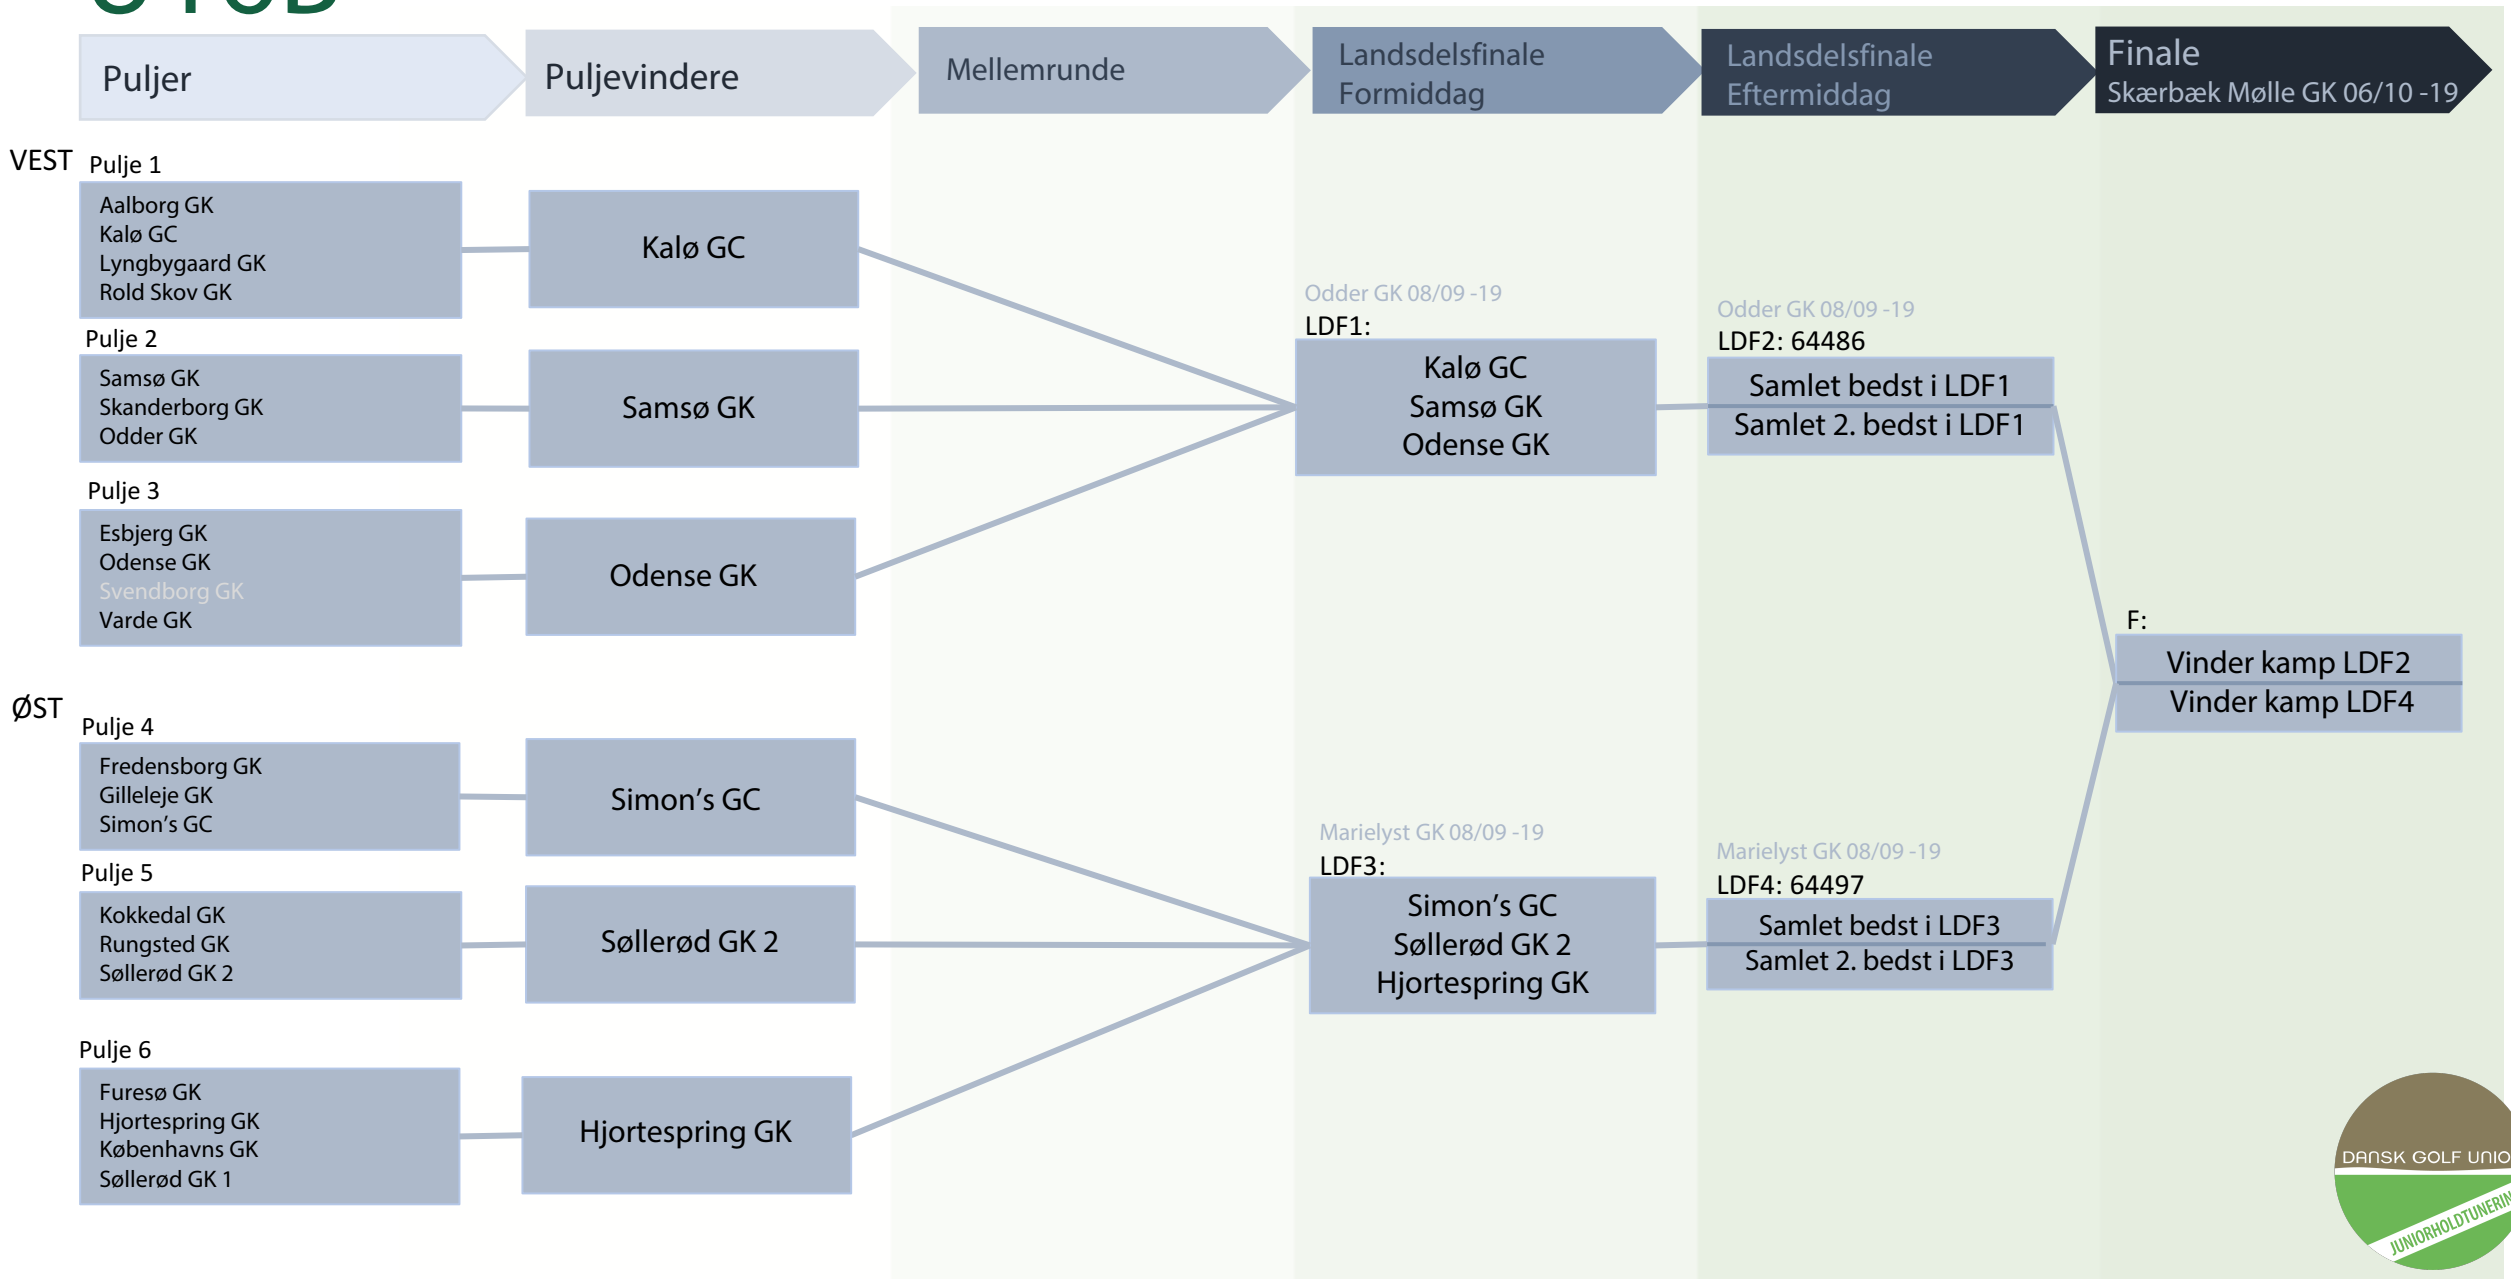 Puljer
Puljevindere
Mellemrunde
Landsdelsfinale
Formiddag
Landsdelsfinale
Eftermiddag
Finale
Skærbæk Mølle GK 06/10 -19
VEST
Pulje 1
Aalborg GK
Kalø GC
Lyngbygaard GK
Rold Skov GK
Kalø GC
Pulje 2
Samsø GK
Skanderborg GK
Odder GK
Samsø GK
Pulje 3
Esbjerg GK
Odense GK
Svendborg GK
Varde GK
Odense GK
Odder GK 08/09 -19
LDF1:
Kalø GC
Samsø GK
Odense GK
Odder GK 08/09 -19
LDF2: 64486
Samlet bedst i LDF1
Samlet 2. bedst i LDF1
F:
Vinder kamp LDF2
Vinder kamp LDF4
ØST
Pulje 4
Fredensborg GK
Gilleleje GK
Simon's GC
Simon's GC
Pulje 5
Kokkedal GK
Rungsted GK
Søllerød GK 2
Søllerød GK 2
Pulje 6
Furesø GK
Hjortespring GK
Københavns GK
Søllerød GK 1
Hjortespring GK
Marielyst GK 08/09 -19
LDF3:
Simon's GC
Søllerød GK 2
Hjortespring GK
Marielyst GK 08/09 -19
LDF4: 64497
Samlet bedst i LDF3
Samlet 2. bedst i LDF3
DANSK GOLF UNIO
JUNIORHOLDTUNERIN